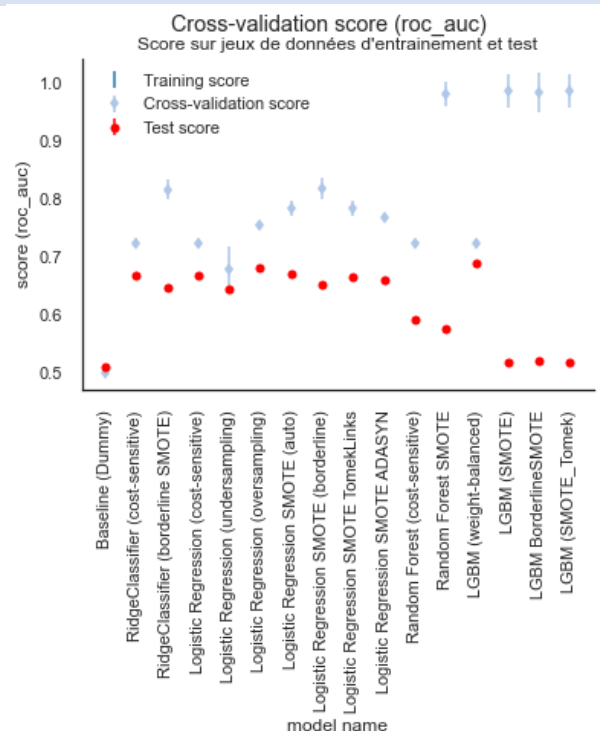 Cross-validation score (roc_auc)
Score sur jeux de données d'entrainement et test
Training score
Cross-validation score
Test score
score (roc_auc)
1.0
0.9
0.8
0.7
0.6
0.5
Baseline (Dummy)
RidgeClassifier (cost-sensitive)
RidgeClassifier (borderline SMOTE)
Logistic Regression (cost-sensitive)
Logistic Regression (undersampling)
Logistic Regression (oversampling)
Logistic Regression SMOTE (auto)
Logistic Regression SMOTE (borderline)
Logistic Regression SMOTE TomekLinks
Logistic Regression SMOTE ADASYN
Random Forest (cost-sensitive)
Random Forest SMOTE
LGBM (weight-balanced)
LGBM (SMOTE)
LGBM BorderlineSMOTE
LGBM (SMOTE_Tomek)
model name